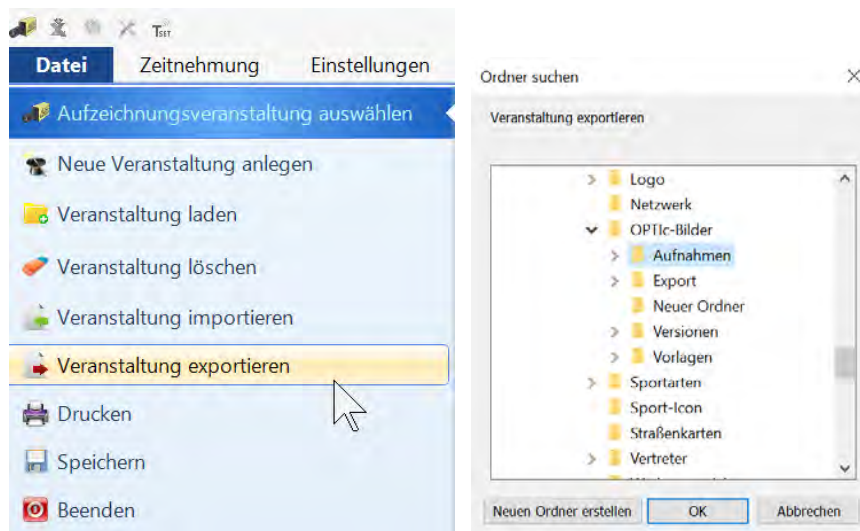 TSET
Datei Zeitnehmung Einstellungen
Aufzeichnungsveranstaltung auswählen
Neue Veranstaltung anlegen
Veranstaltung laden
Veranstaltung löschen
Veranstaltung importieren
Veranstaltung exportieren
Drucken
Speichern
Beenden
Ordner suchen
Veranstaltung exportieren
Logo
Netzwerk
OPTIc-Bilder
Aufnahmen
Export
Neuer Ordner
Versionen
Vorlagen
Sportarten
Sport-Icon
Straßenkarten
Vertreter
Neuen Ordner erstellen OK Abbrechen